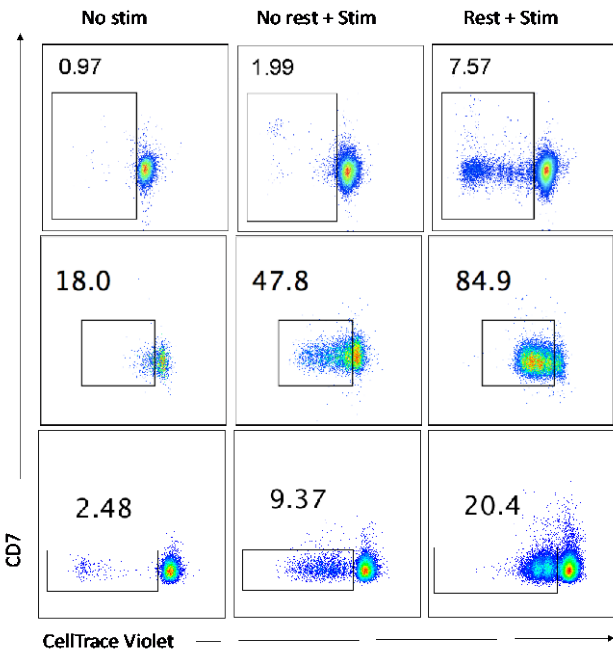 No stim No rest + Stim Rest + Stim
0.97 1.99 7.57
18.0 47.8 84.9
2.48 9.37 20.4
CD7
CellTrace Violet